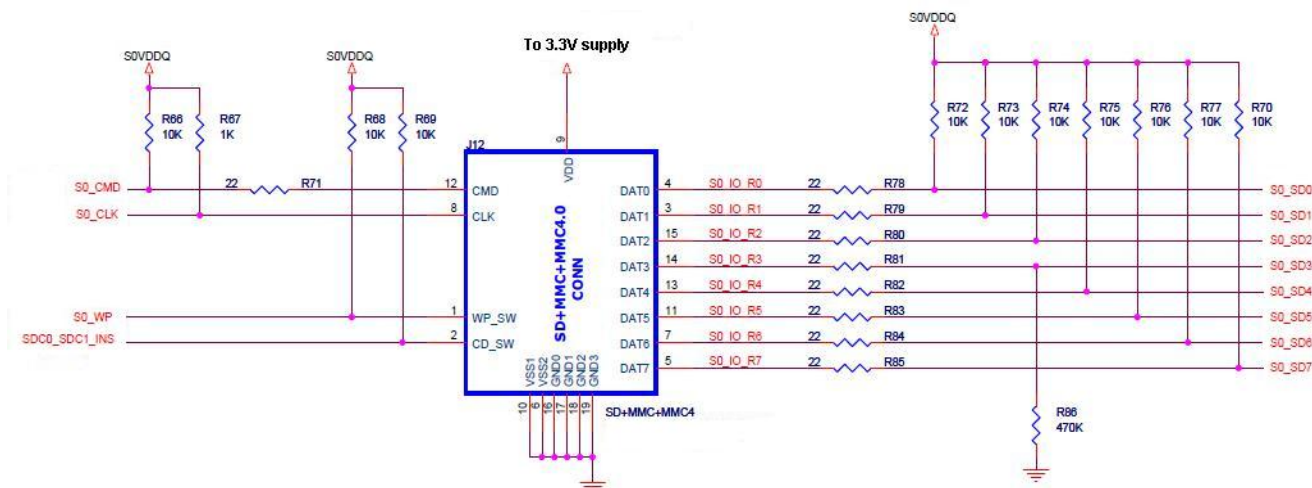 S0VDDQ
S0VDDQ
To 3.3V supply
S0VDDQ
R66
10K
R67
1K
R68
10K
R69
10K
R72
10K
R73
10K
R74
10K
R75
10K
R76
10K
R77
10K
R70
10K
J12
9
VDD
S0_CMD
22
R71
12
CMD
DAT0
4
S0_IO_R0
22
R78
S0_SD0
S0_CLK
8
CLK
DAT1
3
S0_IO_R1
22
R79
S0_SD1
DAT2
15
S0_IO_R2
22
R80
S0_SD2
DAT3
14
S0_IO_R3
22
R81
S0_SD3
DAT4
13
S0_IO_R4
22
R82
S0_SD4
S0_WP
1
WP_SW
DAT5
11
S0_IO_R5
22
R83
S0_SD5
SDC0_SDC1_INS
2
CD_SW
DAT6
7
S0_IO_R6
22
R84
S0_SD6
DAT7
5
S0_IO_R7
22
R85
S0_SD7
SD+MMC+MMC4.0
CONN
VSS1
VSS2
GND0
GND1
GND2
GND3
10
6
16
17
18
19
SD+MMC+MMC4
R86
470K